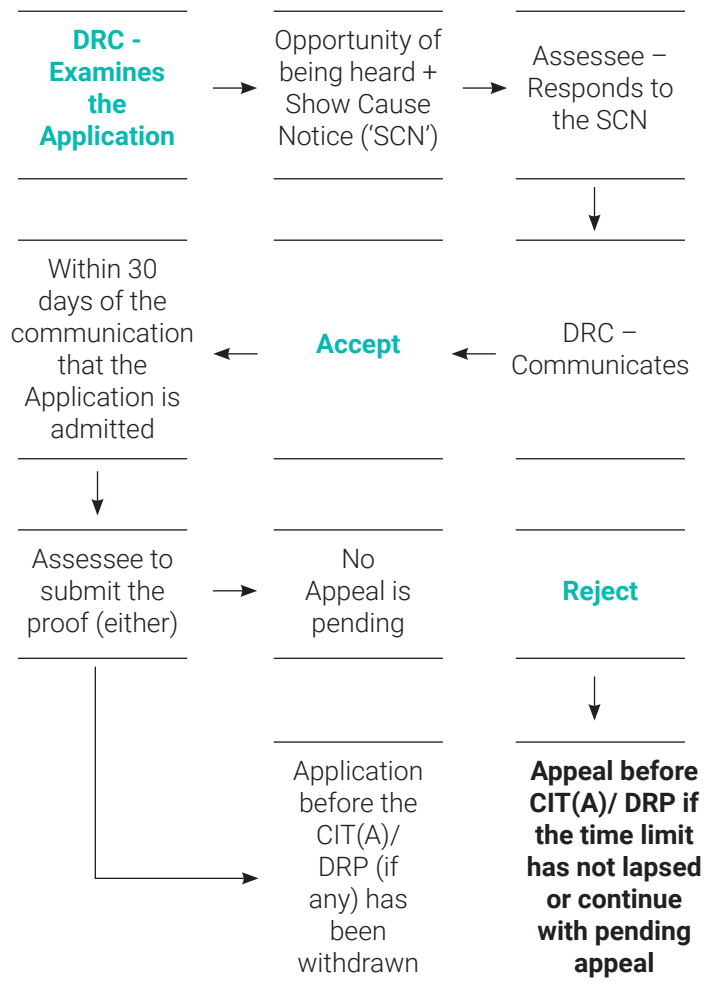 DRC -
Examines
the
Application
Opportunity of
being heard +
Show Cause
Notice (‘SCN’)
Assessee –
Responds to
the SCN
Within 30
days of the
communication
that the
Application is
admitted
Accept
DRC –
Communicates
Assessee to
submit the
proof (either)
No
Appeal is
pending
Reject
Application
before the
CIT(A)/
DRP (if
any) has
been
withdrawn
Appeal before
CIT(A)/ DRP if
the time limit
has not lapsed
or continue
with pending
appeal